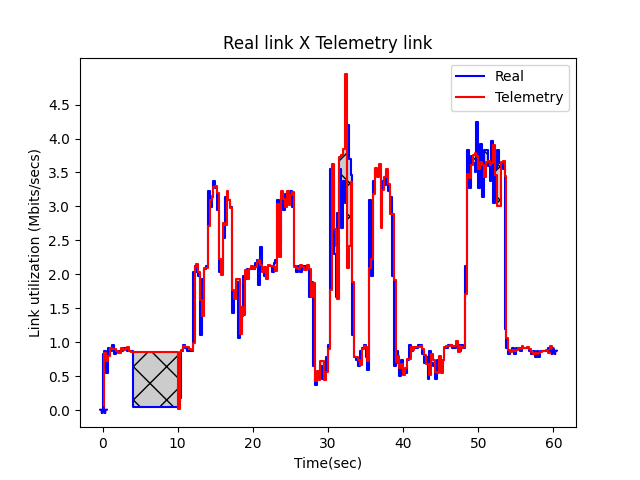 Real link X Telemetry link
Real
Telemetry
Link utilization (Mbits/secs)
4.5
4.0
3.5
3.0
2.5
2.0
1.5
1.0
0.5
0.0
0 10 20 30 40 50 60
Time(sec)